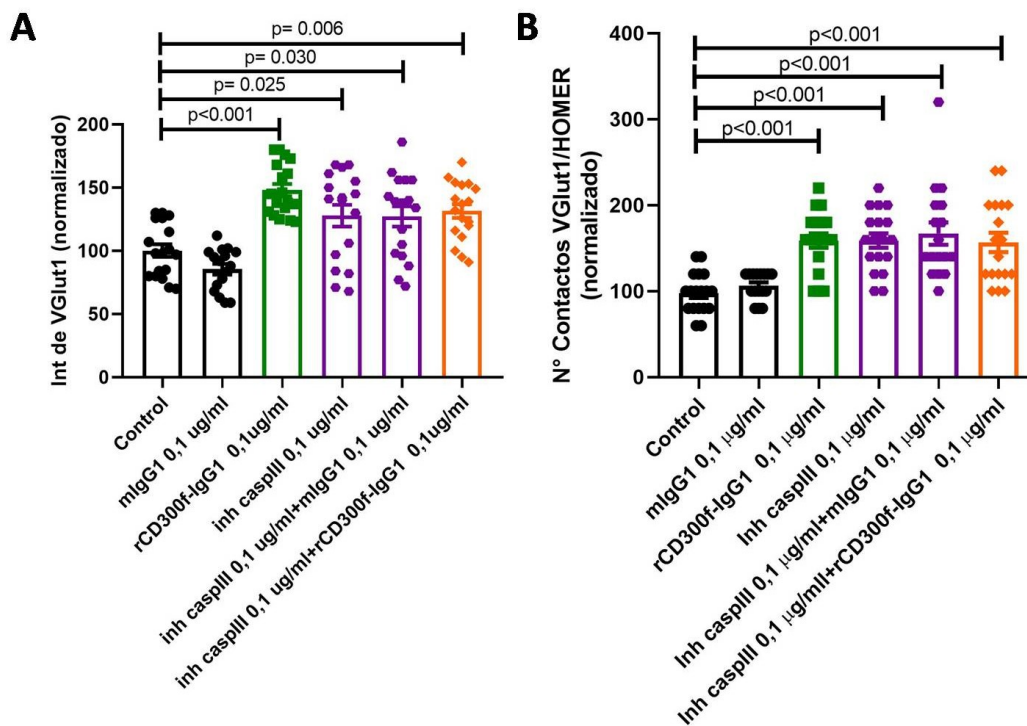 A
p= 0.006
p= 0.030
p= 0.025
p<0.001
Int de VGlut1 (normalizado)
200
150
100
50
0
Control
mIgG1 0,1 ug/ml
rCD300f-IgG1 0,1ug/ml
inh caspIII 0,1 ug/ml
inh caspIII 0,1 ug/ml+mIgG1 0,1 ug/ml
inh caspIII 0,1 ug/ml+rCD300f-IgG1 0,1ug/ml
B
p<0.001
p<0.001
p<0.001
p<0.001
N° Contactos VGlut1/HOMER
(normalizado)
400
300
200
100
0
Control
mIgG1 0,1 μg/ml
rCD300f-IgG1 0,1 μg/ml
Inh caspIII 0,1 μg/ml
Inh caspIII 0,1 μg/ml+mIgG1 0,1 μg/ml
Inh caspIII 0,1 μg/mll+rCD300f-IgG1 0,1 μg/ml